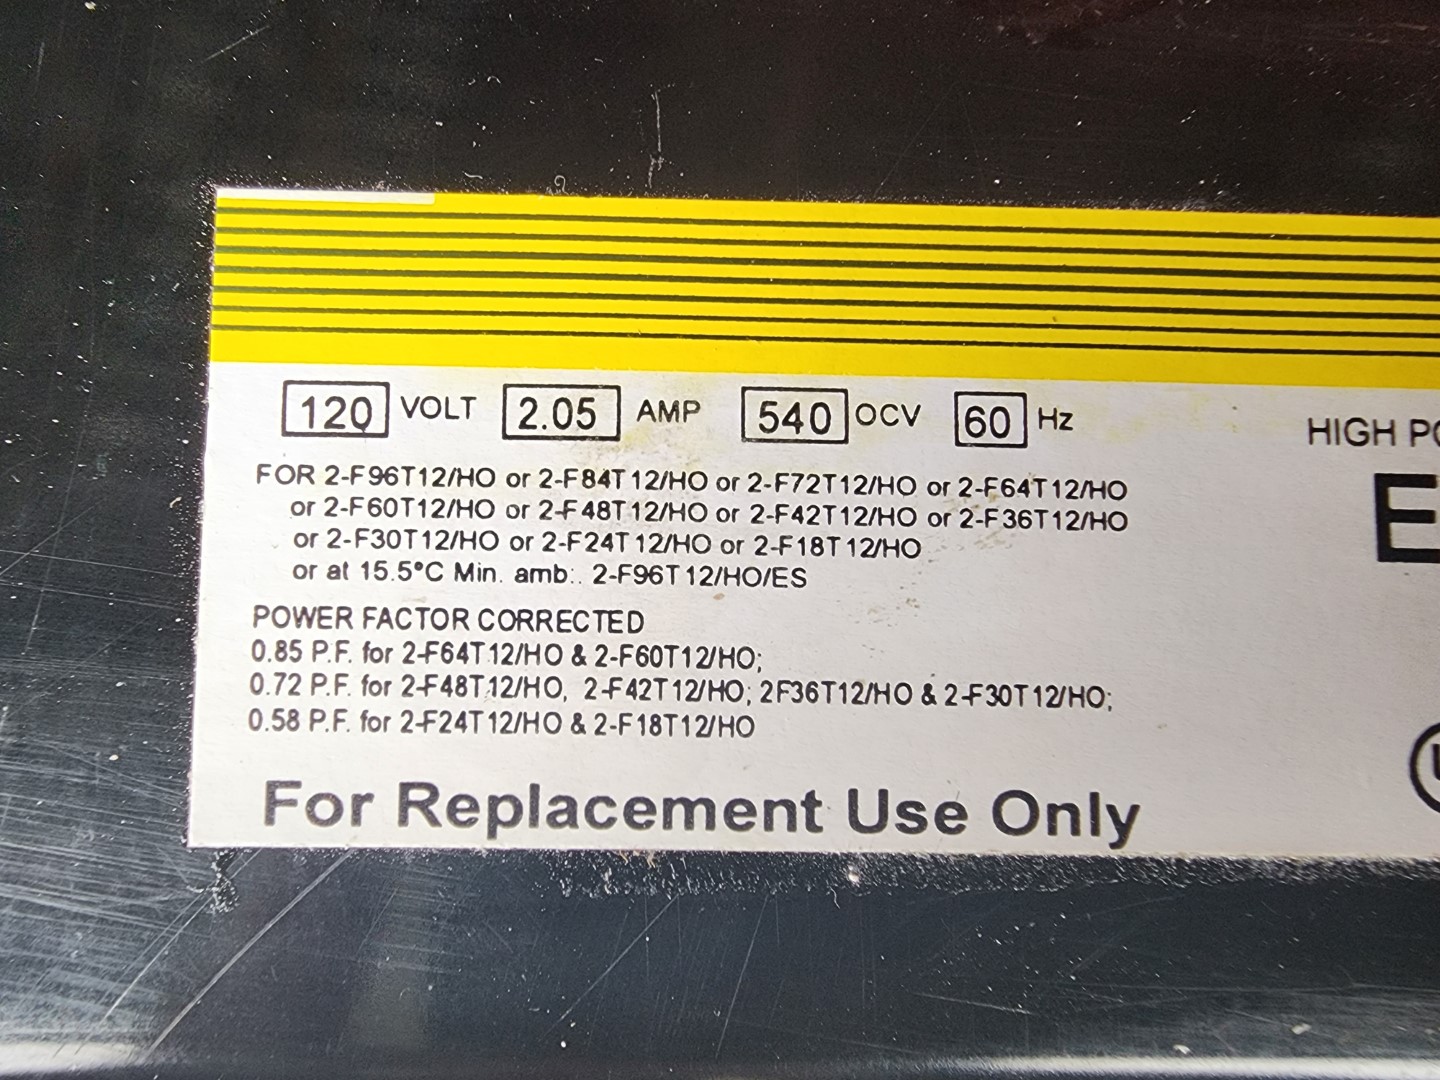 120 VOLT 2.05 AMP 540 OCV 60 Hz
FOR 2-F96T12/HO or 2-F84T12/HO or 2-F72T12/HO or 2-F64T12/HO
or 2-F60T12/HO or 2-F48T12/HO or 2-F42T12/HO or 2-F36T12/HO
or 2-F30T12/HO or 2-F24T12/HO or 2-F18T12/HO
or at 15.5°C Min. amb:. 2-F96T12/HO/ES
POWER FACTOR CORRECTED
0.85 P.F. for 2-F64T12/HO & 2-F60T12/HO;
0.72 P.F. for 2-F48T12/HO, 2-F42T12/HO; 2F36T12/HO & 2-F30T12/HO;
0.58 P.F. for 2-F24T12/HO & 2-F18T12/HO
For Replacement Use Only
HIGH
E